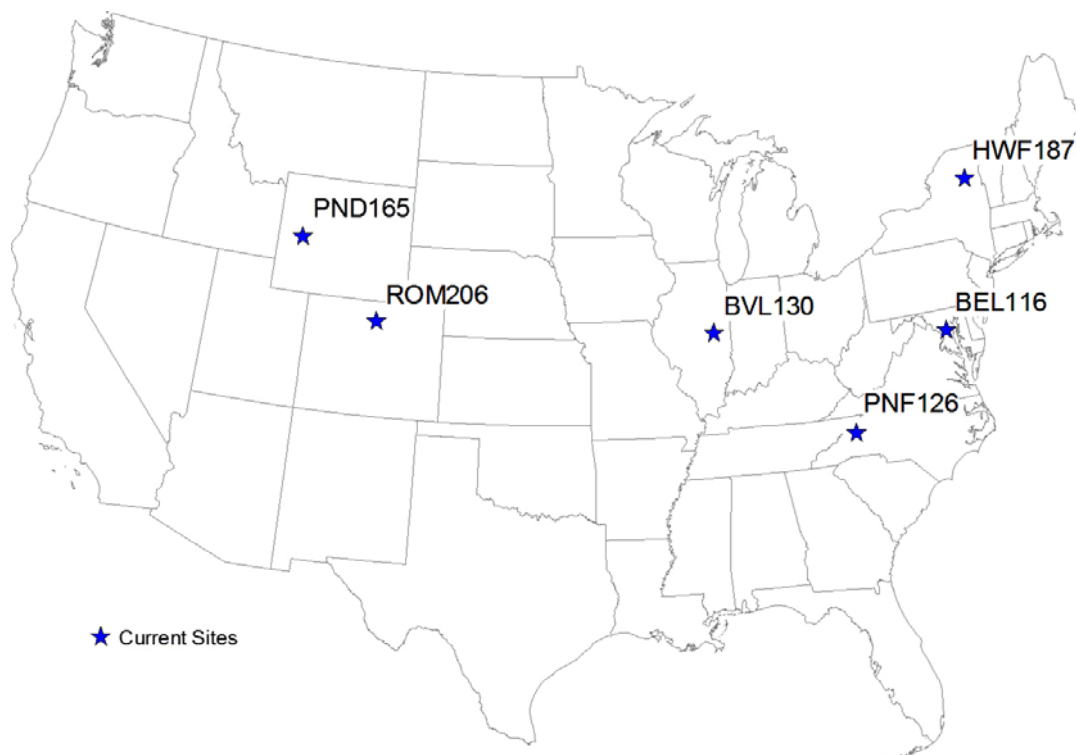 HWF187
PND165
ROM206
BVL130
BEL116
PNF126
Current Sites